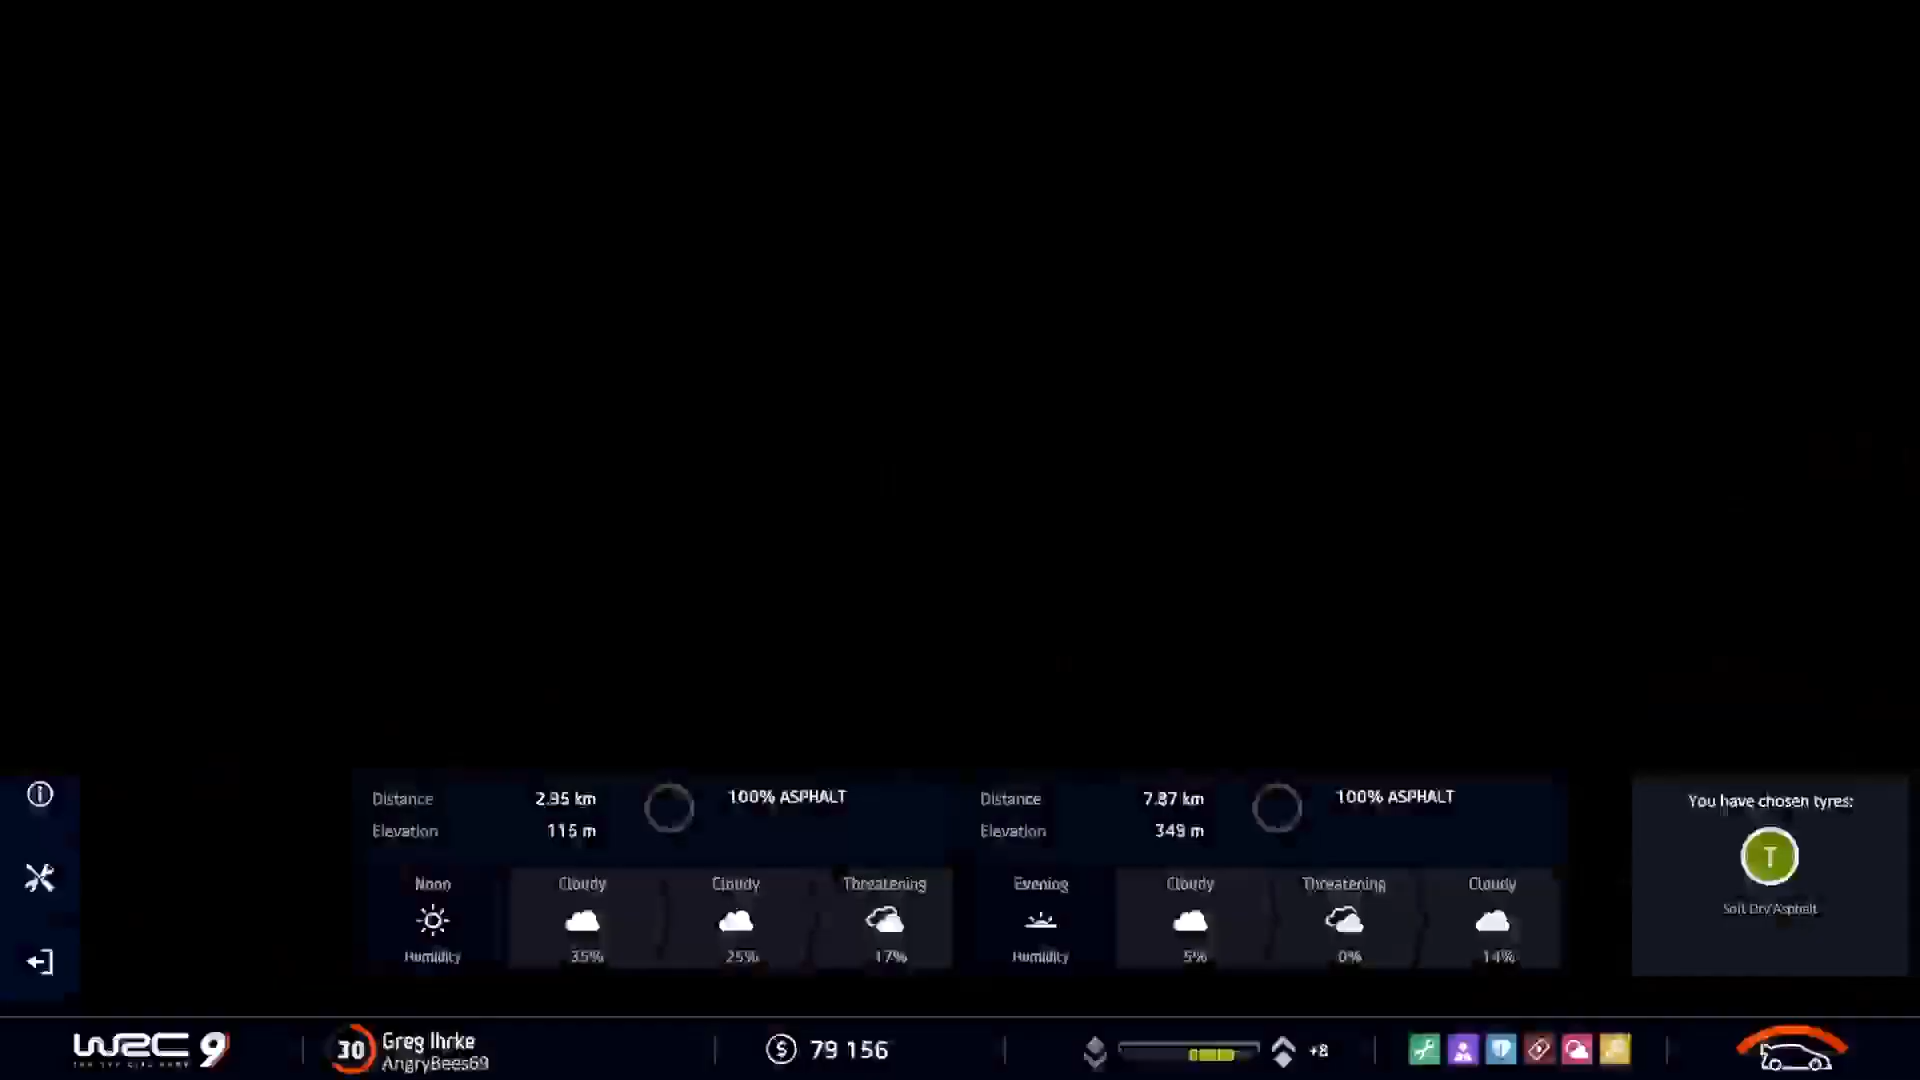 Distance 2.95 km 100% ASPHALT
Elevation 115 m
Noon Cloudy Cloudy Threatening
Humidity 35% 25% 17%
Distance 7.87 km 100% ASPHALT
Elevation 349 m
Evening Cloudy Threatening Cloudy
Humidity 5% 0% 14%
You have chosen tyres:
T
Soft Dry/Asphalt
WRC 9
30 Greg Ihrke
AngryBees69
$ 79 156
+8